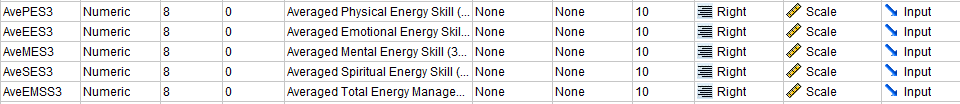 AvePES3 Numeric 8 0 Averaged Physical Energy Skill (... None None 10 Right Scale Input
AveEES3 Numeric 8 0 Averaged Emotional Energy Skil... None None 10 Right Scale Input
AveMES3 Numeric 8 0 Averaged Mental Energy Skill (3... None None 10 Right Scale Input
AveSES3 Numeric 8 0 Averaged Spiritual Energy Skill (... None None 10 Right Scale Input
AveEMSS3 Numeric 8 0 Averaged Total Energy Manage... None None 10 Right Scale Input